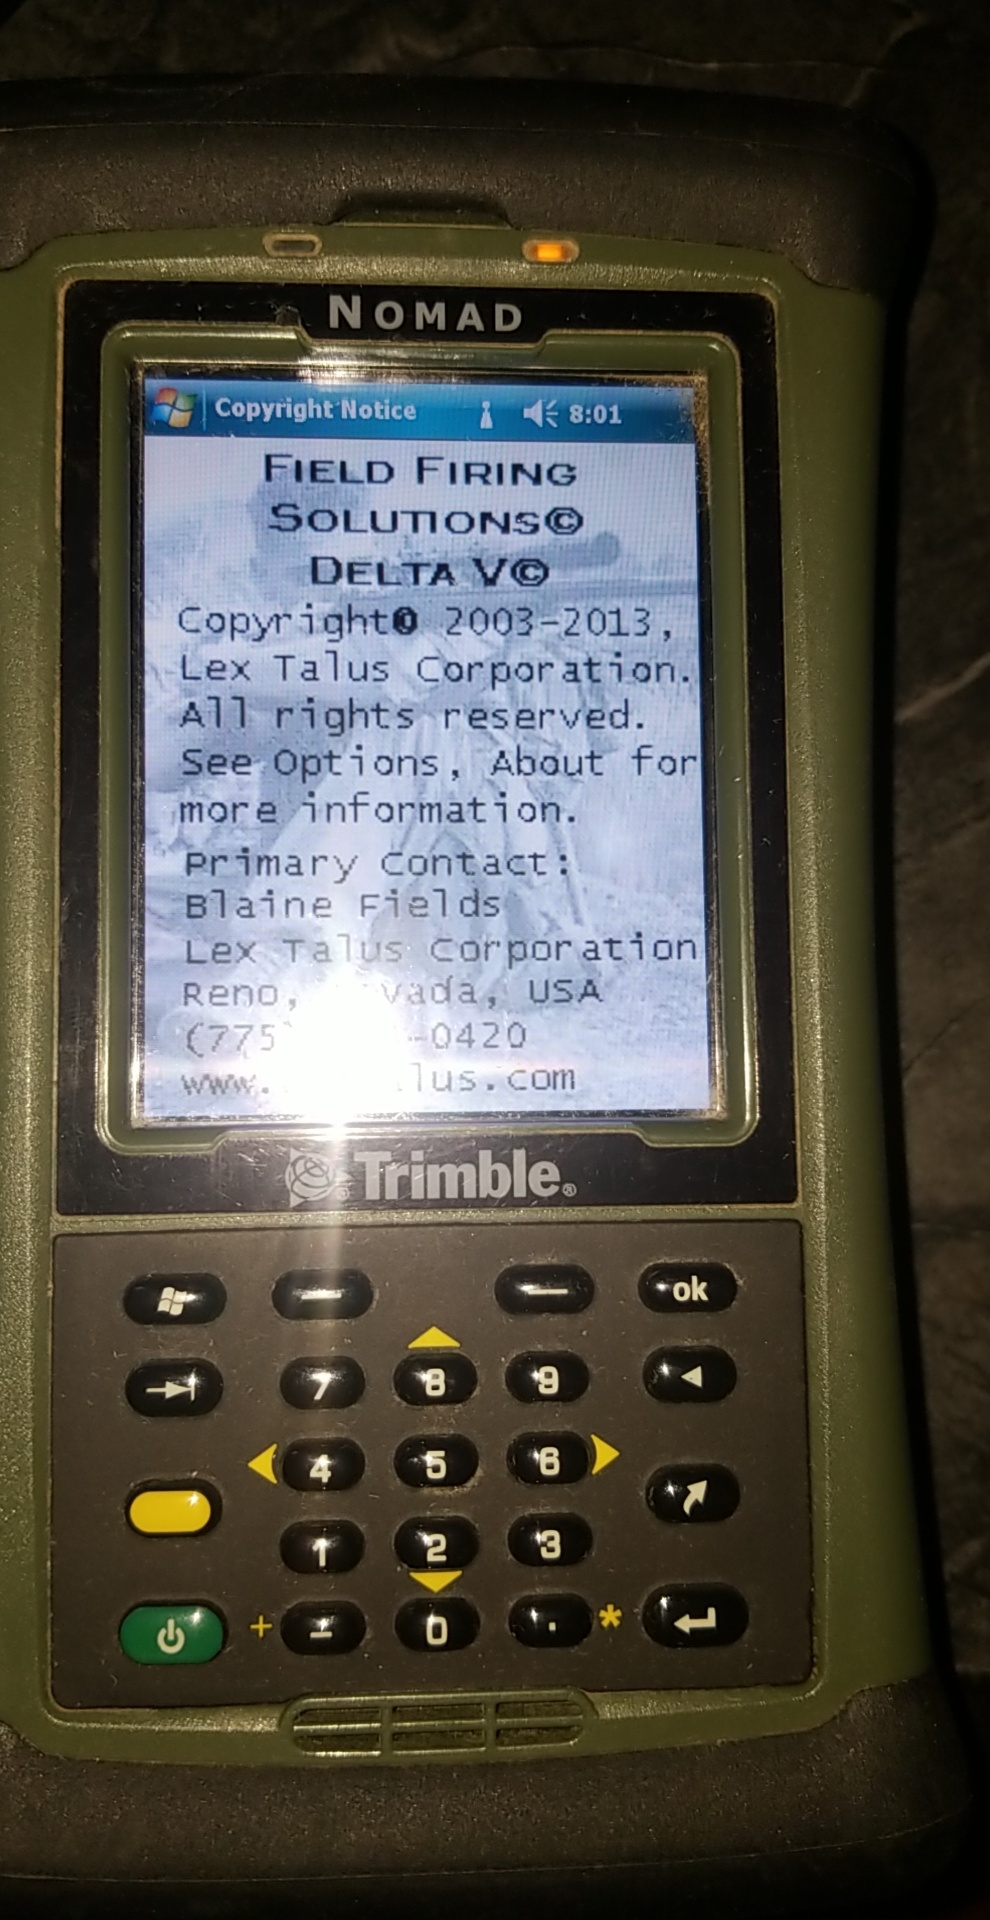 NOMAD
Copyright Notice 8:01
FIELD FIRING
SOLUTIONS©
DELTA V©
Copyright© 2003-2013,
Lex Talus Corporation.
All rights reserved.
See Options, About for
more information.
Primary Contact:
Blaine Fields
Lex Talus Corporation
Reno, USA
(775 -0420
www. lus.com
Trimble®
ok
7 8 9
4 5 6
1 2 3
+ - 0 . *